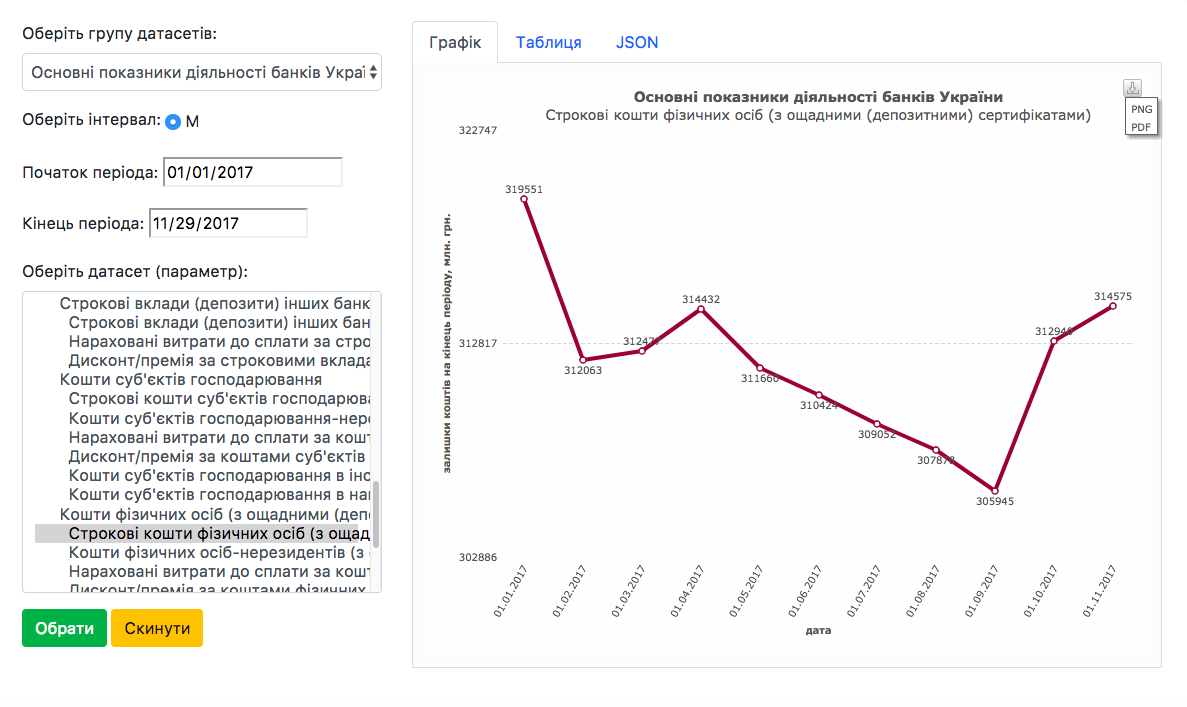 Оберіть групу датасетів:
Основні показники діяльності банків Украї
Оберіть інтервал: М
Початок періода: 01/01/2017
Кінець періода: 11/29/2017
Оберіть датасет (параметр):
Строкові вклади (депозити) інших банк
Строкові вклади (депозити) інших бан
Нараховані витрати до сплати за стро
Дисконт/премія за строковими вклада
Кошти суб'єктів господарювання
Строкові кошти суб'єктів господарюва
Кошти суб'єктів господарювання-нере
Нараховані витрати до сплати за кошт
Дисконт/премія за коштами суб'єктів
Кошти суб'єктів господарювання в іно
Кошти суб'єктів господарювання в нац
Кошти фізичних осіб (з ощадними (депо
Строкові кошти фізичних осіб (з ощад
Кошти фізичних осіб-нерезидентів (з
Нараховані витрати до сплати за кошт
Дисконт/премія за коштами фізичних
Обрати Скинути
Графік Таблиця JSON
Основні показники діяльності банків України
Строкові кошти фізичних осіб (з ощадними (депозитними) сертифікатами)
PNG
PDF
залишки коштів на кінець періоду, млн. грн.
322747
312817
302886
319551
312063
314432
311660
310424
309052
307878
305945
312946
314575
01.01.2017
01.02.2017
01.03.2017
01.04.2017
01.05.2017
01.06.2017
01.07.2017
01.08.2017
01.09.2017
01.10.2017
01.11.2017
дата